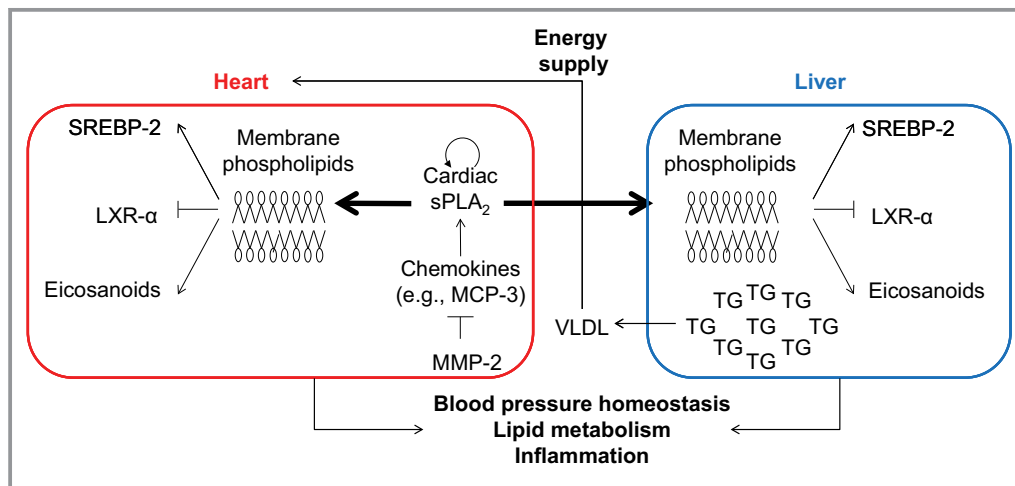 Energy
supply
Heart
Liver
SREBP-2
Membrane
phospholipids
LXR-α
Eicosanoids
Cardiac
sPLA₂
Chemokines
(e.g., MCP-3)
MMP-2
VLDL
Membrane
phospholipids
SREBP-2
LXR-α
Eicosanoids
TG
TG
TG
TG
TG
TG
TG
TG
TG
Blood pressure homeostasis
Lipid metabolism
Inflammation